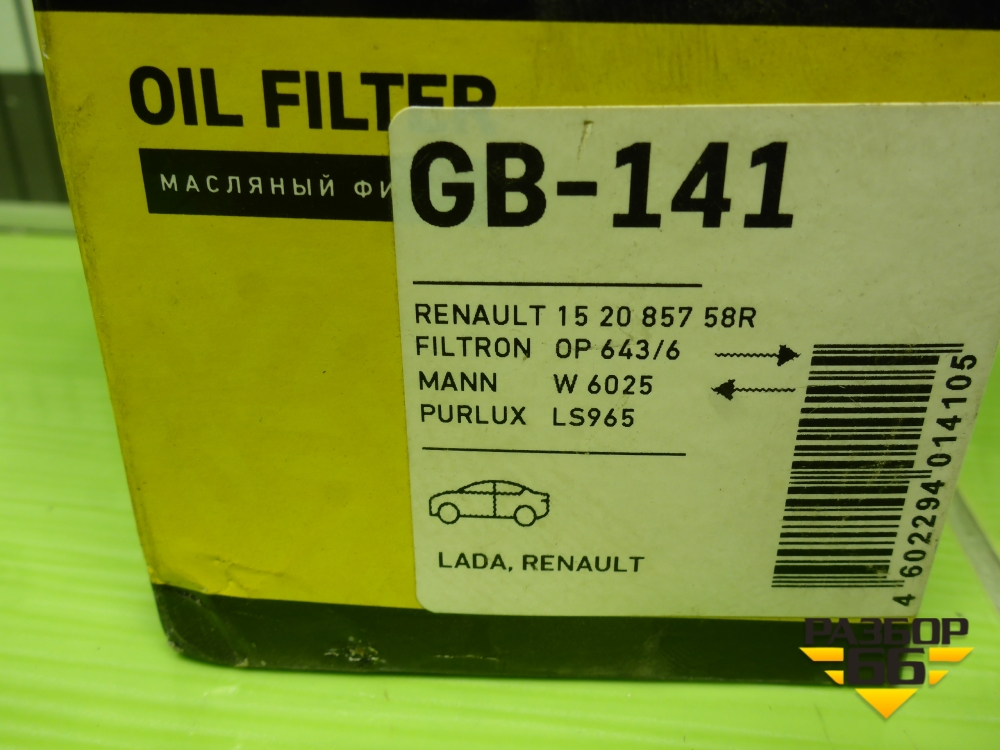 OIL FILTER
МАСЛЯНЫЙ
GB-141
RENAULT 15 20 857 58R
FILTRON OP 643/6
MANN W 6025
PURLUX LS965
LADA, RENAULT
4 602294 014105
РАЗБОР
66